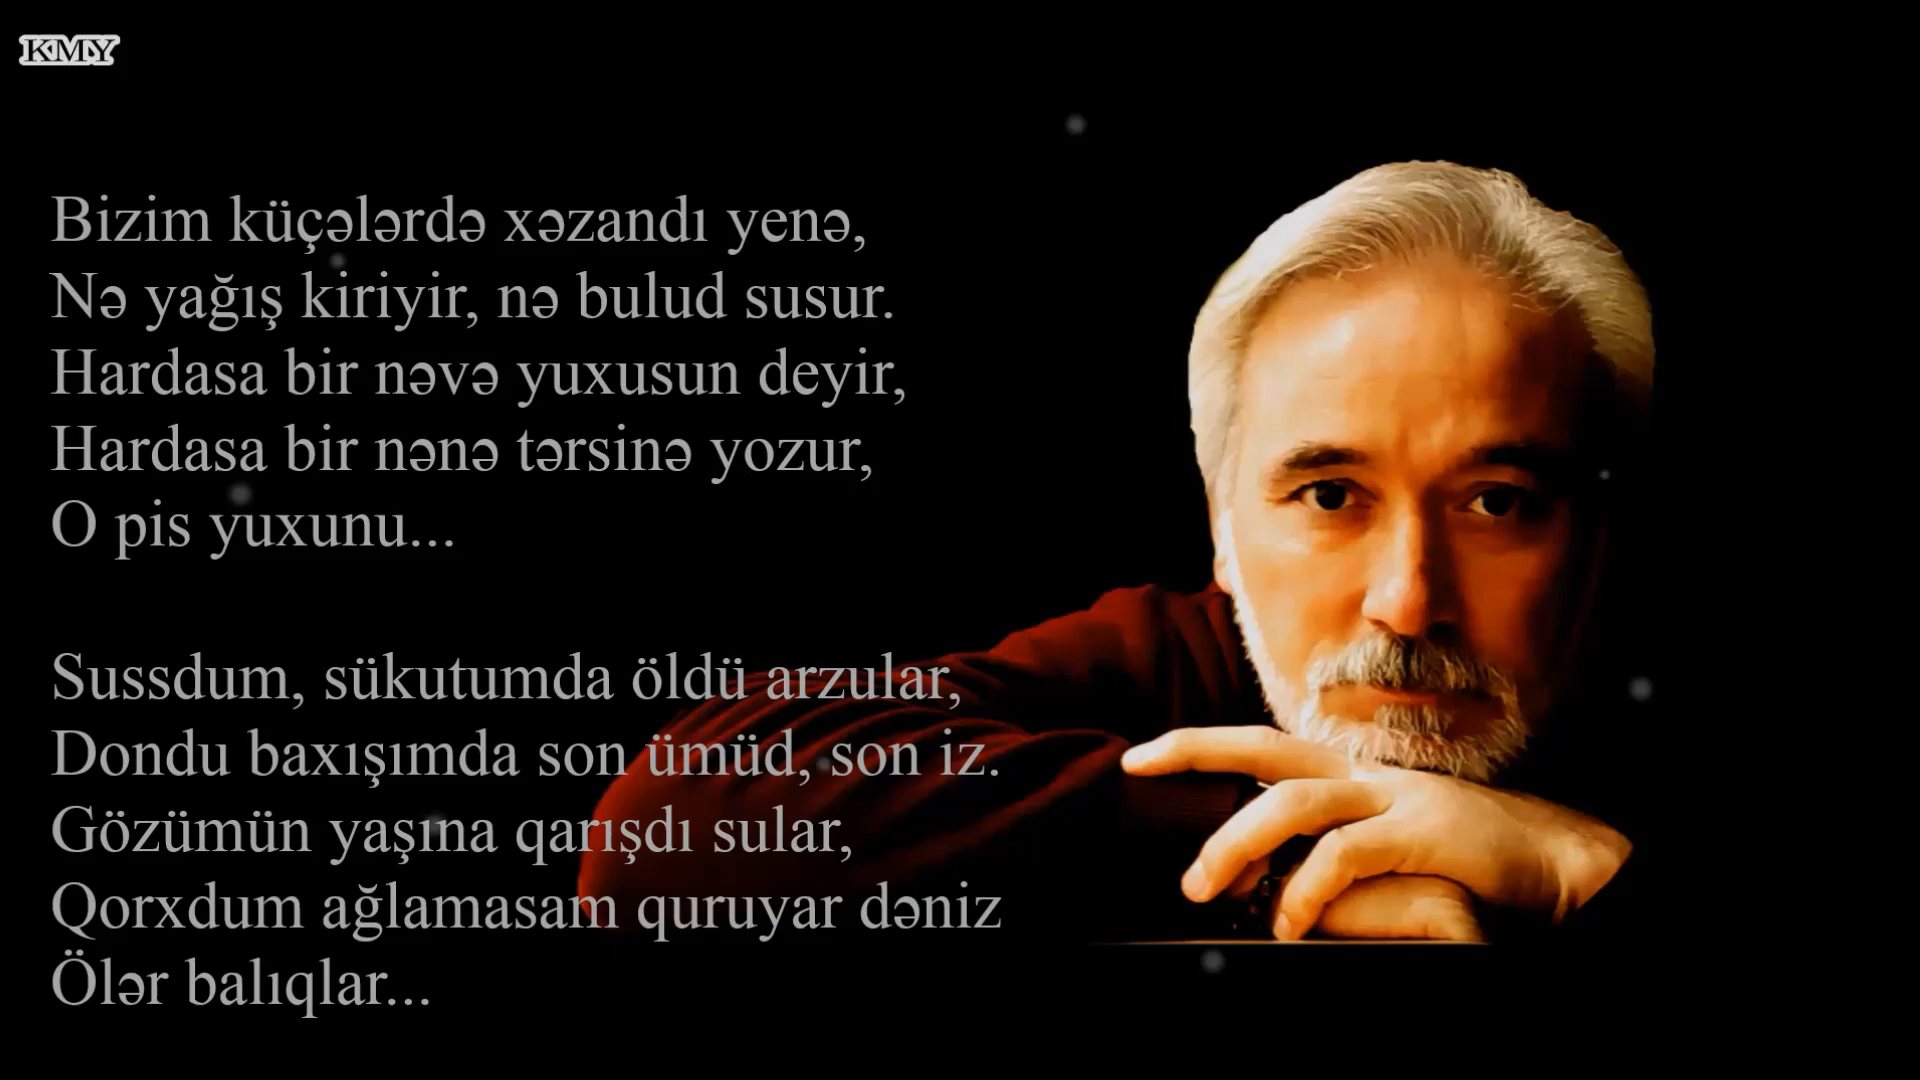 KMY
Bizim küçələrdə xəzandı yenə,
Nə yağış kiriyir, nə bulud susur.
Hardasa bir nəvə yuxusun deyir,
Hardasa bir nənə tərsinə yozur,
O pis yuxunu...
Sussdum, sükutumda öldü arzular,
Dondu baxışımda son ümüd, son iz.
Gözümün yaşına qarışdı sular,
Qorxdum ağlamasam quruyar dəniz
Ölər balıqlar...